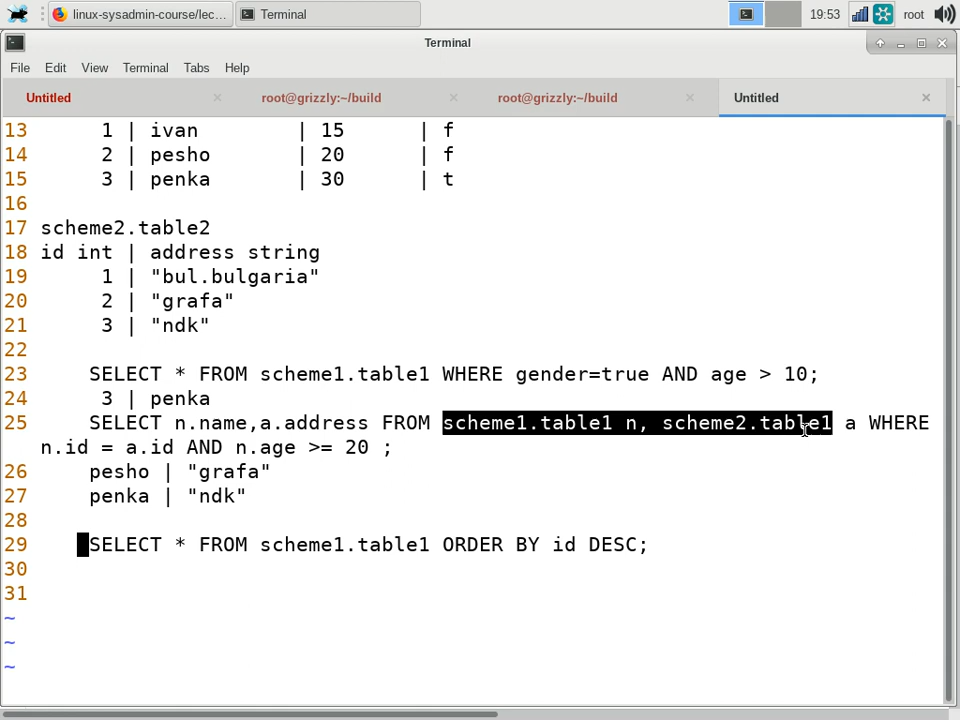 linux-sysadmin-course/lec... Terminal 19:53 root
Terminal
File Edit View Terminal Tabs Help
Untitled × root@grizzly:~/build × root@grizzly:~/build × Untitled ×
13      1 | ivan        | 15      | f
14      2 | pesho       | 20      | f
15      3 | penka       | 30      | t
16
17 scheme2.table2
18 id int | address string
19      1 | "bul.bulgaria"
20      2 | "grafa"
21      3 | "ndk"
22
23     SELECT * FROM scheme1.table1 WHERE gender=true AND age > 10;
24      3 | penka
25     SELECT n.name,a.address FROM scheme1.table1 n, scheme2.table1 a WHERE
n.id = a.id AND n.age >= 20 ;
26     pesho | "grafa"
27     penka | "ndk"
28
29     SELECT * FROM scheme1.table1 ORDER BY id DESC;
30
31
~
~
~